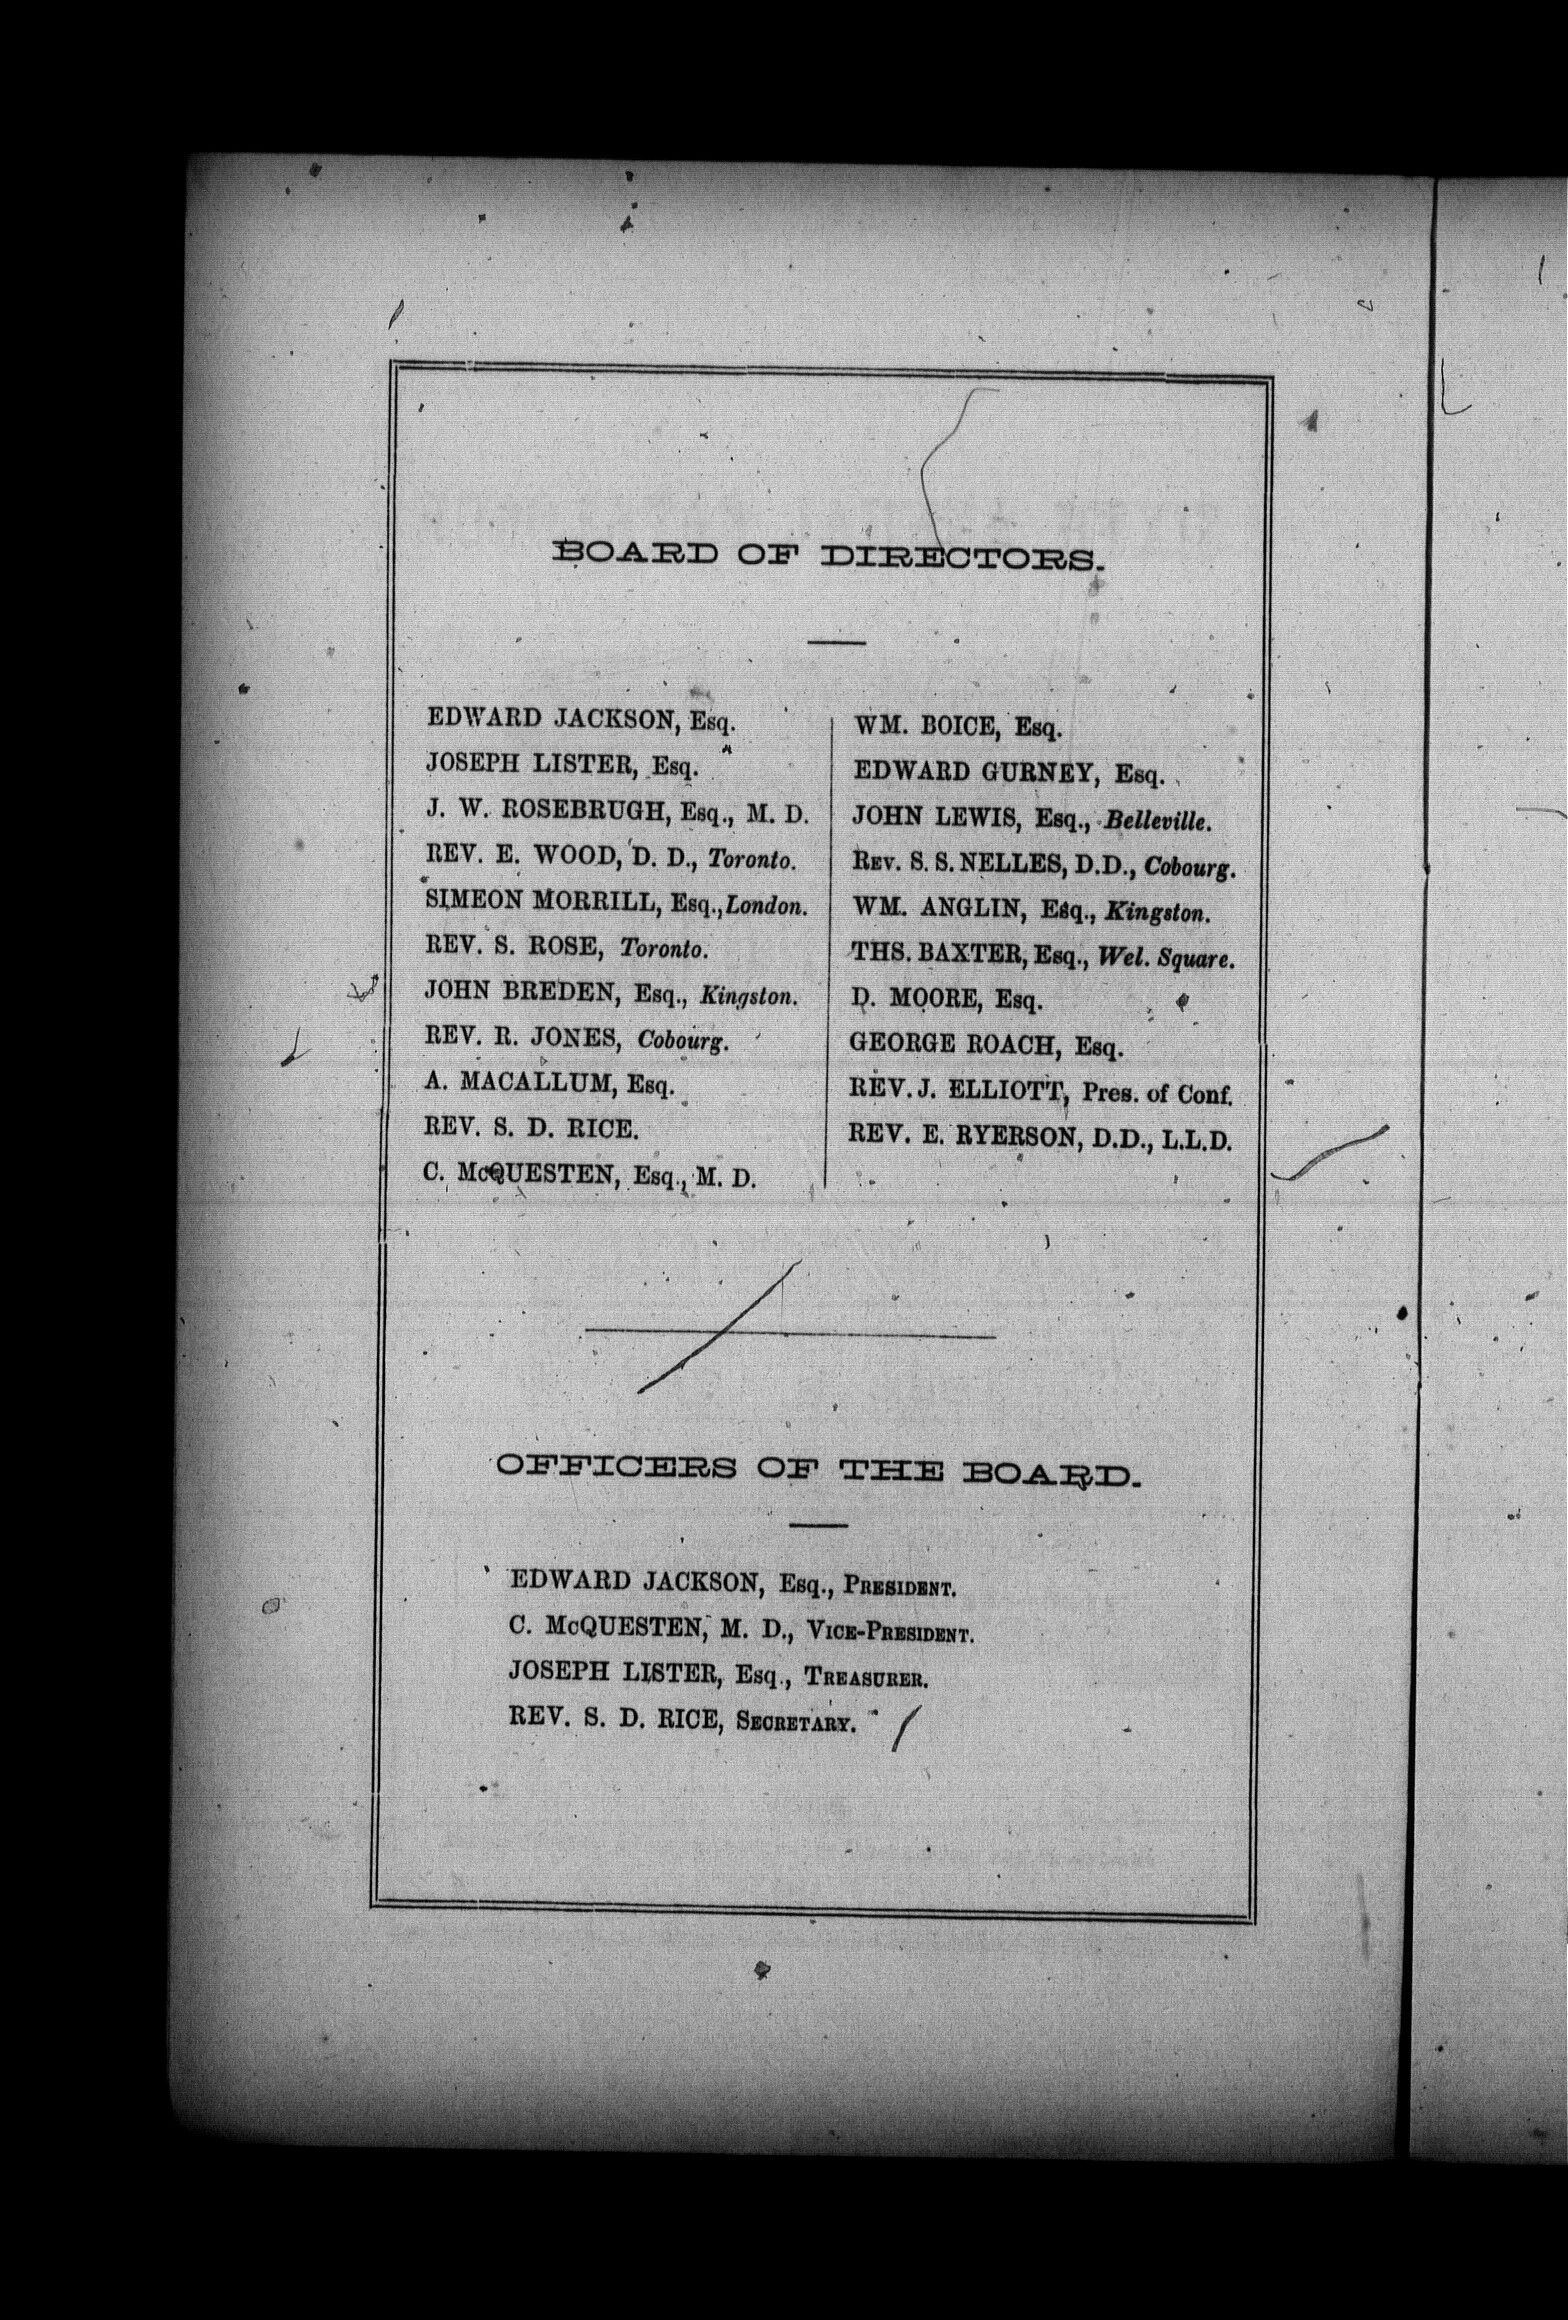 BOARD OF DIRECTORS.
EDWARD JACKSON, Esq.
JOSEPH LISTER, Esq.
J. W. ROSEBRUGH, Esq., M. D.
REV. E. WOOD, D. D., Toronto.
SIMEON MORRILL, Esq., London.
REV. S. ROSE, Toronto.
JOHN BREDEN, Esq., Kingston.
REV. R. JONES, Cobourg.
A. MACALLUM, Esq.
REV. S. D. RICE.
C. McQUESTEN, Esq., M. D.
WM. BOICE, Esq.
EDWARD GURNEY, Esq.
JOHN LEWIS, Esq., Belleville.
REV. S. S. NELLES, D.D., Cobourg.
WM. ANGLIN, Esq., Kingston.
THS. BAXTER, Esq., Wel. Square.
D. MOORE, Esq.
GEORGE ROACH, Esq.
REV. J. ELLIOTT, Pres. of Conf.
REV. E. RYERSON, D.D., L.L.D.
OFFICERS OF THE BOARD.
EDWARD JACKSON, Esq., PRESIDENT.
C. McQUESTEN, M. D., VICE-PRESIDENT.
JOSEPH LISTER, Esq., TREASURER.
REV. S. D. RICE, SECRETARY.